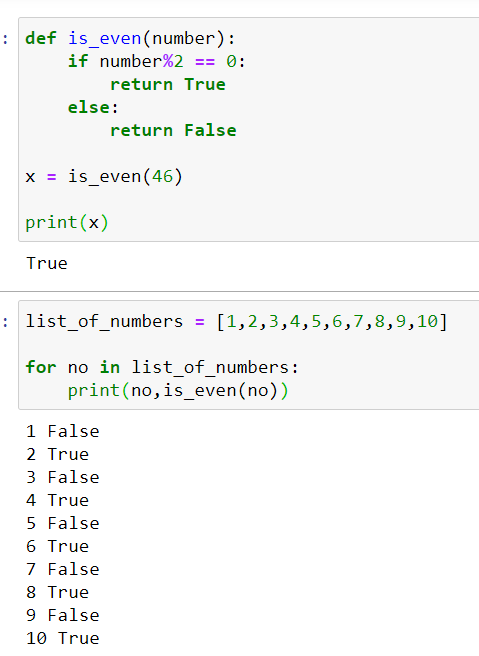 : def is_even(number):
    if number%2 == 0:
        return True
    else:
        return False

x = is_even(46)

print(x)
True
: list_of_numbers = [1,2,3,4,5,6,7,8,9,10]

for no in list_of_numbers:
    print(no,is_even(no))
1 False
2 True
3 False
4 True
5 False
6 True
7 False
8 True
9 False
10 True